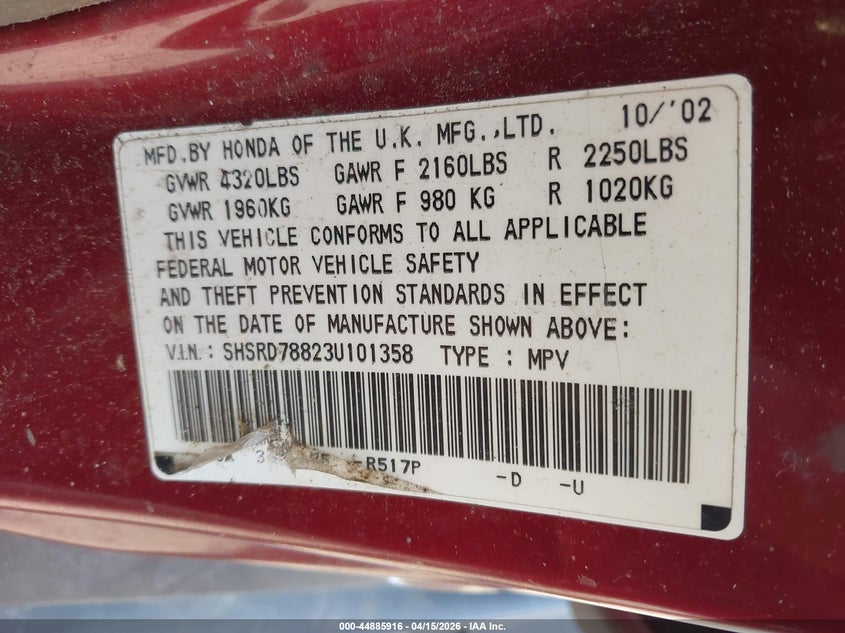 MFD.BY HONDA OF THE U.K. MFG.,LTD. 10/'02
GVWR 4320LBS GAWR F 2160LBS R 2250LBS
GVWR 1960KG GAWR F 980 KG R 1020KG
THIS VEHICLE CONFORMS TO ALL APPLICABLE
FEDERAL MOTOR VEHICLE SAFETY
AND THEFT PREVENTION STANDARDS IN EFFECT
ON THE DATE OF MANUFACTURE SHOWN ABOVE:
V.I.N.: SHSRD78823U101358 TYPE : MPV
-R517P -D -U
000-44885916 - 04/15/2026 - IAA Inc.